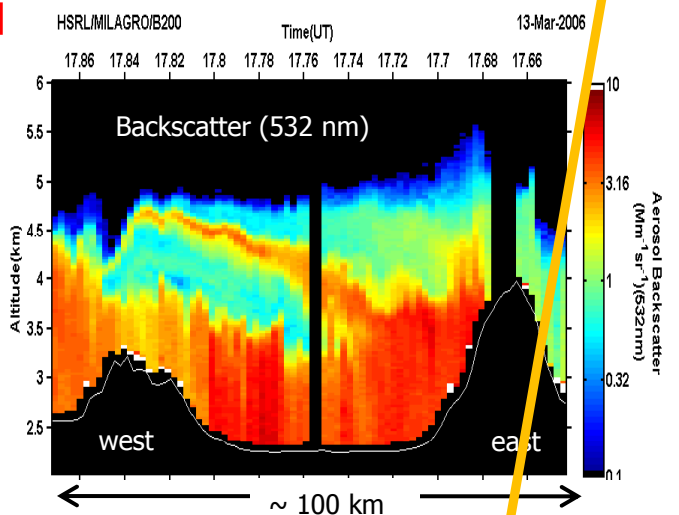 HSRL/MILAGRO/B200
Time(UT)
13-Mar-2006
17.86 17.84 17.82 17.8 17.78 17.76 17.74 17.72 17.7 17.68 17.66
Backscatter (532 nm)
6
5.5
5
4.5
4
3.5
3
2.5
Altitude(km)
west
east
10
3.16
1
0.32
0.1
Aerosol Backscatter
(Mm⁻¹sr⁻¹)(532nm)
~ 100 km